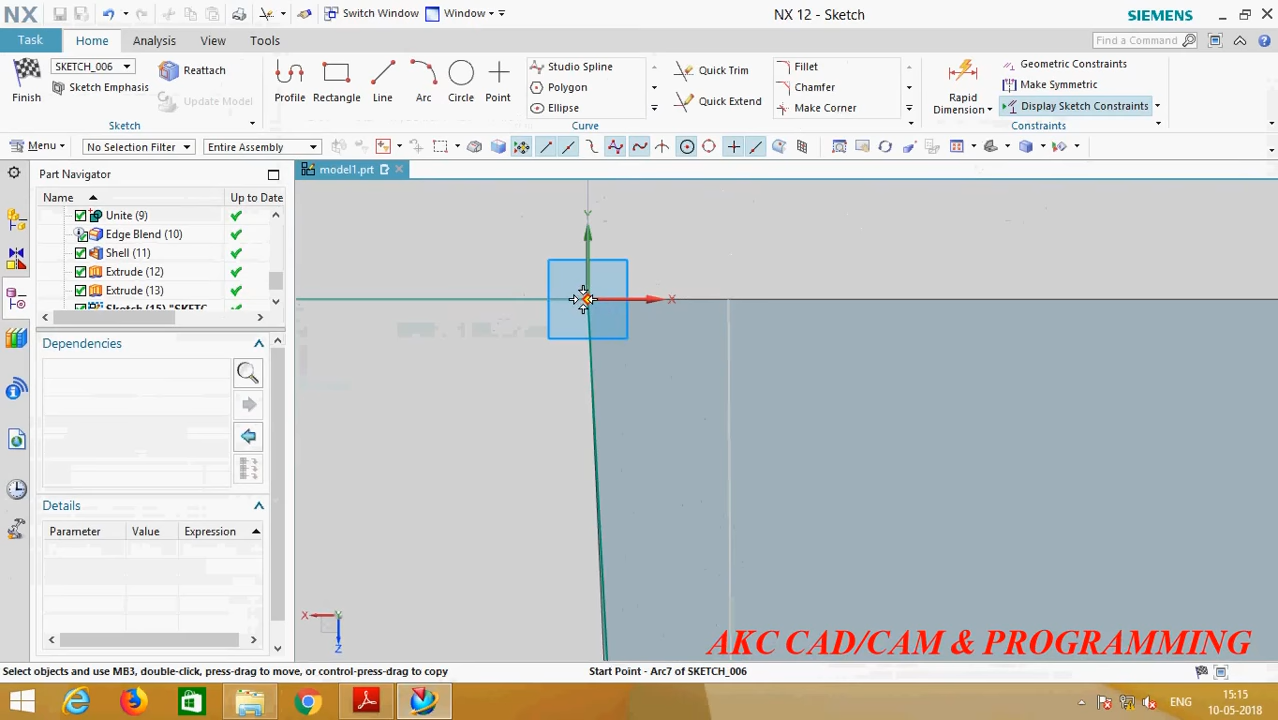 NX
Switch Window
Window
NX 12 - Sketch
SIEMENS
Task
Home
Analysis
View
Tools
Find a Command
Finish
SKETCH_006
Sketch Emphasis
Reattach
Update Model
Sketch
Profile
Rectangle
Line
Arc
Circle
Point
Studio Spline
Polygon
Ellipse
Quick Trim
Quick Extend
Fillet
Chamfer
Make Corner
Curve
Rapid
Dimension
Geometric Constraints
Make Symmetric
Display Sketch Constraints
Constraints
Menu
No Selection Filter
Entire Assembly
Part Navigator
Name
Up to Date
Unite (9)
Edge Blend (10)
Shell (11)
Extrude (12)
Extrude (13)
Sketch (15) "SKETC
Dependencies
Details
Parameter
Value
Expression
model1.prt
Y
X
X
Y
Z
AKC CAD/CAM & PROGRAMMING
Select objects and use MB3, double-click, press-drag to move, or control-press-drag to copy
Start Point - Arc7 of SKETCH_006
ENG
15:15
10-05-2018